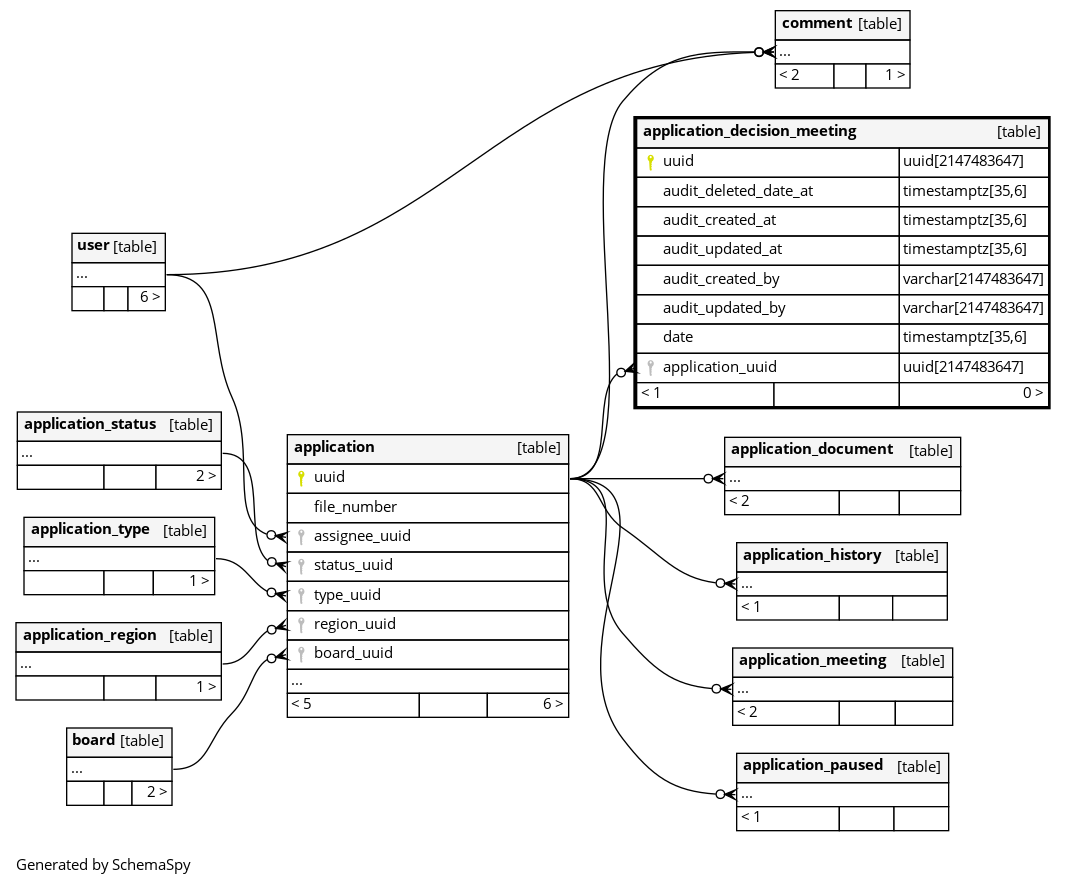 comment [table]
...
< 2 1 >
application_decision_meeting [table]
uuid uuid[2147483647]
audit_deleted_date_at timestamptz[35,6]
audit_created_at timestamptz[35,6]
audit_updated_at timestamptz[35,6]
audit_created_by varchar[2147483647]
audit_updated_by varchar[2147483647]
date timestamptz[35,6]
application_uuid uuid[2147483647]
< 1 0 >
user [table]
...
6 >
application_status [table]
...
2 >
application_type [table]
...
1 >
application_region [table]
...
1 >
board [table]
...
2 >
application [table]
uuid
file_number
assignee_uuid
status_uuid
type_uuid
region_uuid
board_uuid
...
< 5 6 >
application_document [table]
...
< 2
application_history [table]
...
< 1
application_meeting [table]
...
< 2
application_paused [table]
...
< 1
Generated by SchemaSpy